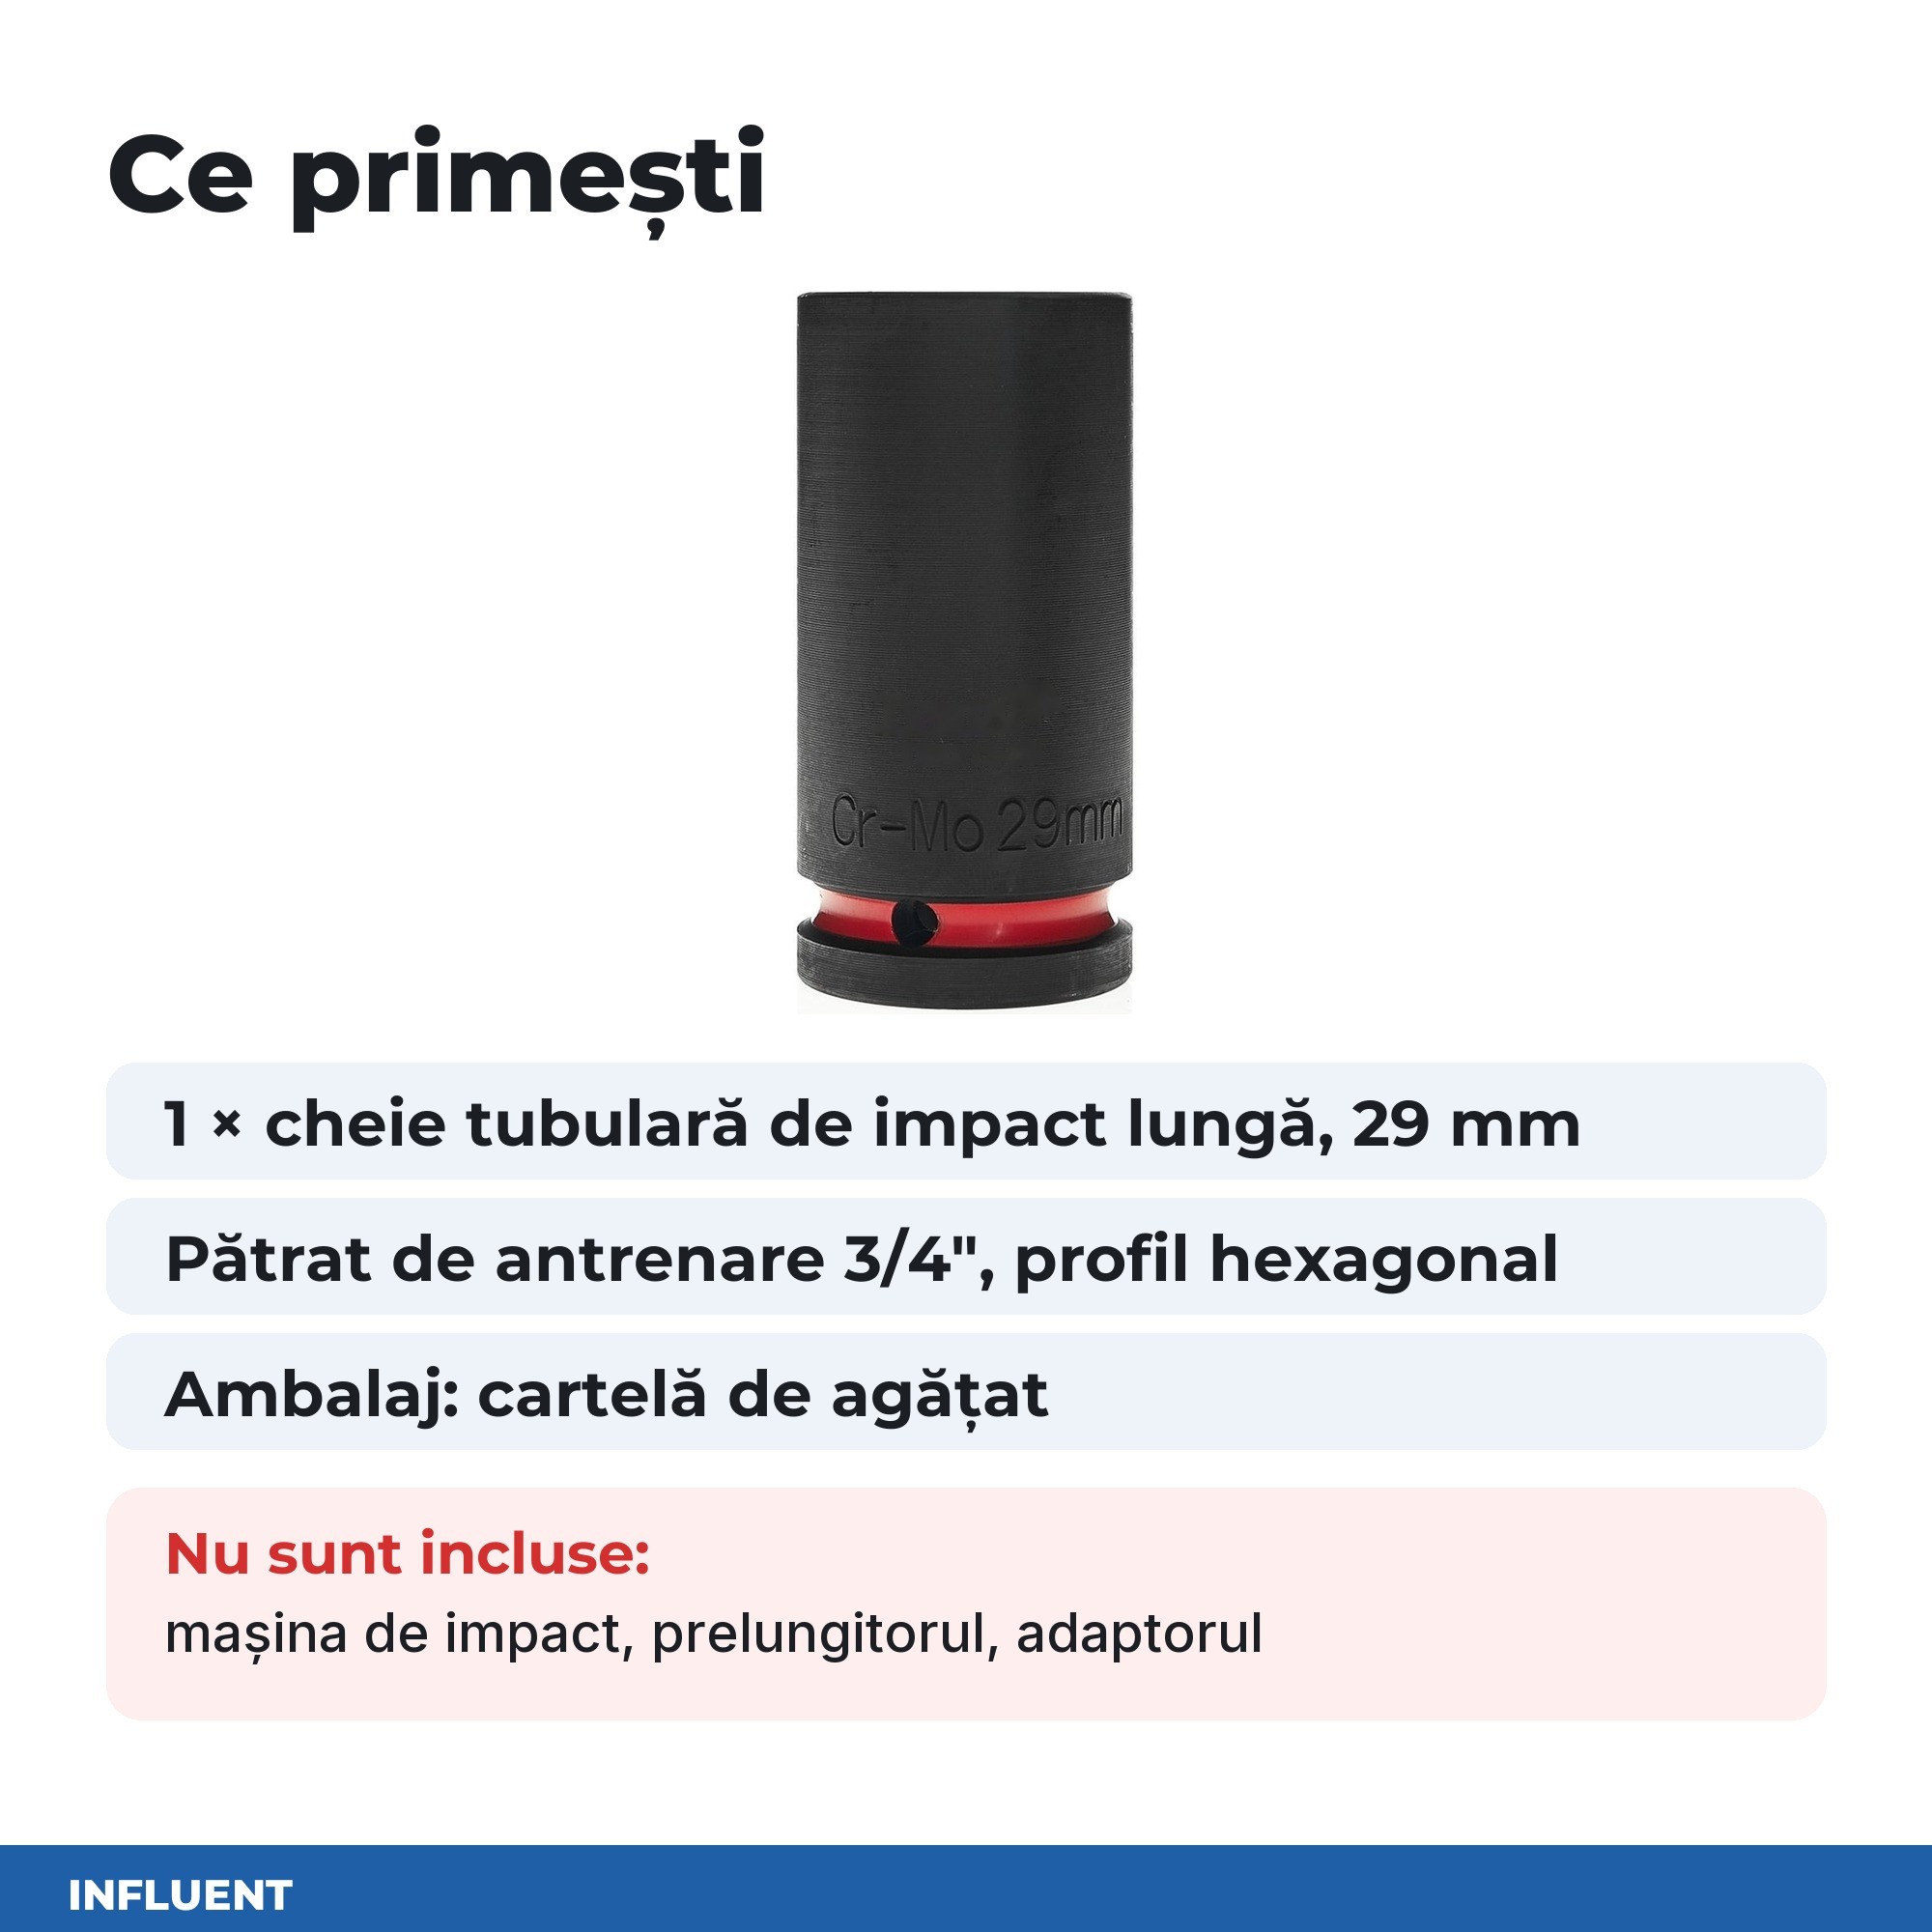 Ce primești
Cr-Mo 29mm
1 × cheie tubulară de impact lungă, 29 mm
Pătrat de antrenare 3/4", profil hexagonal
Ambalaj: cartelă de agățat
Nu sunt incluse:
mașina de impact, prelungitorul, adaptorul
INFLUENT